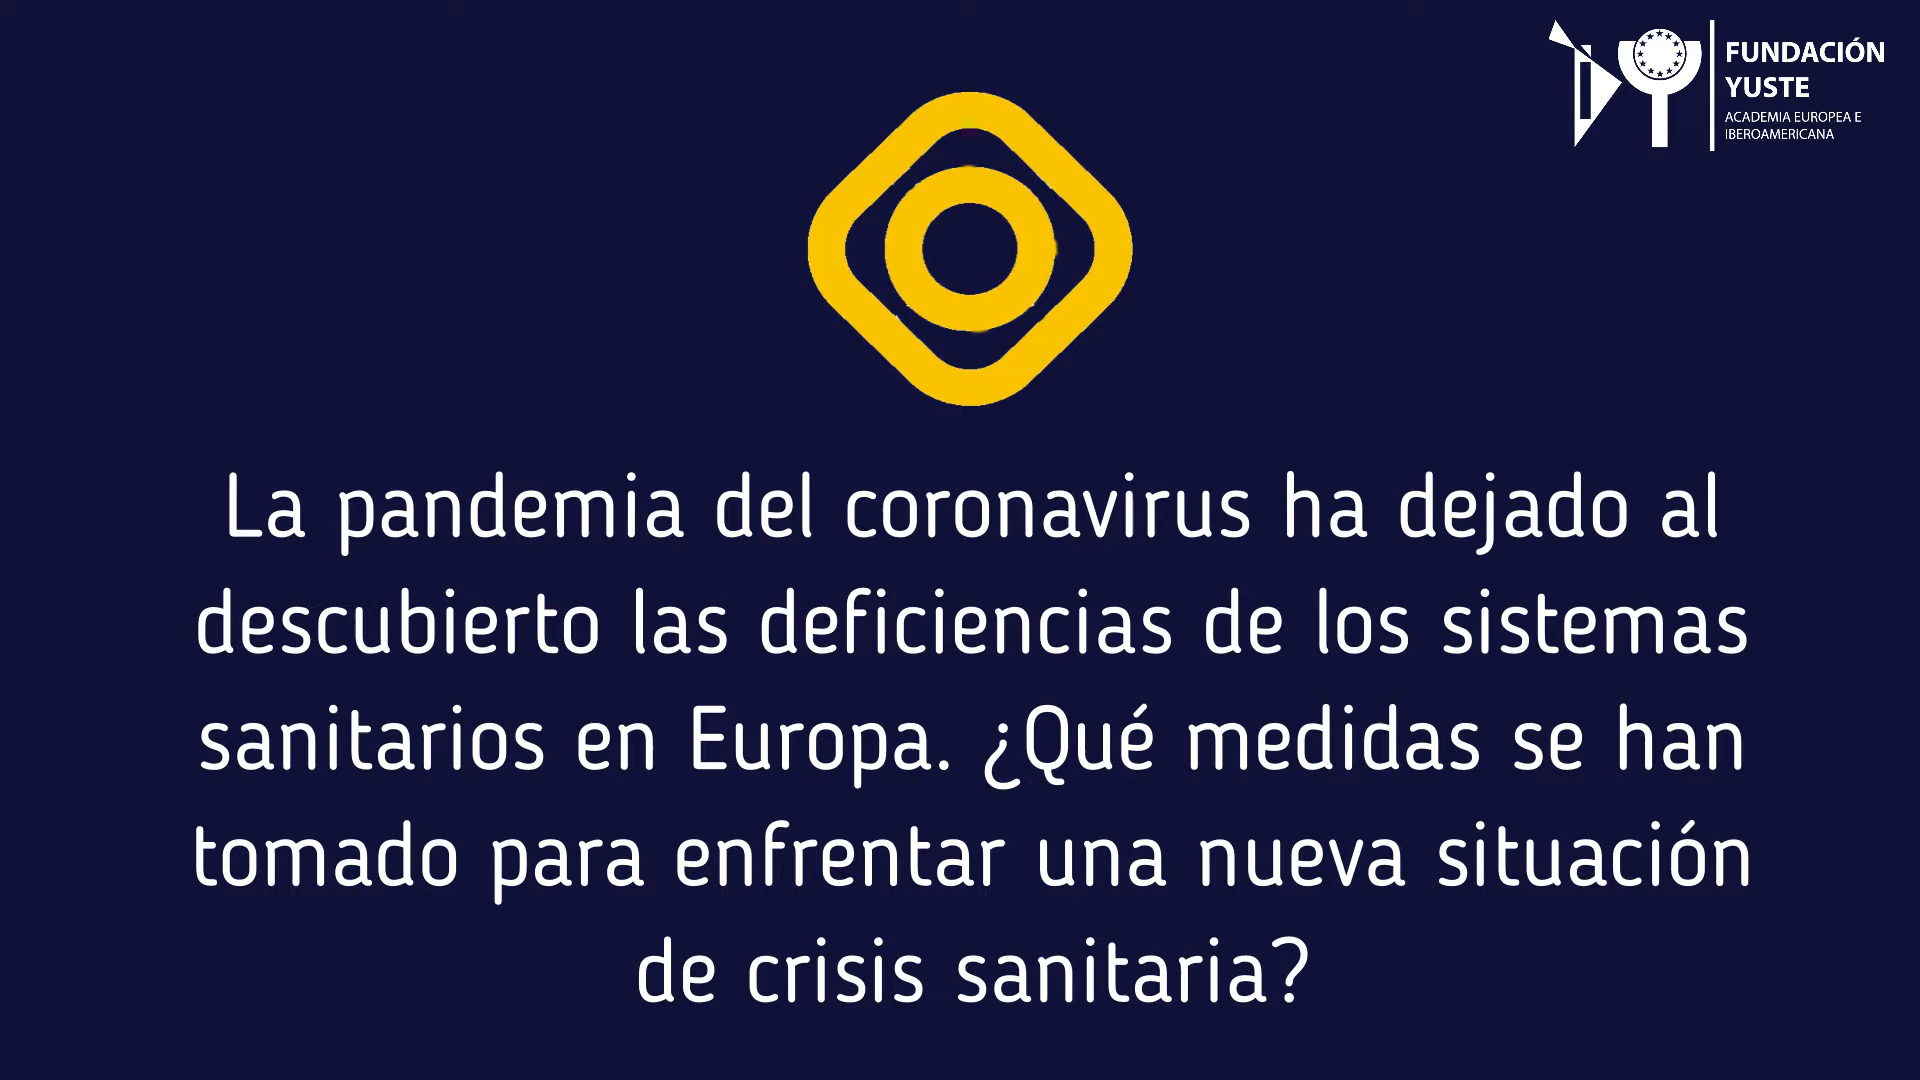 FUNDACIÓN
YUSTE
ACADEMIA EUROPEA E
IBEROAMERICANA
La pandemia del coronavirus ha dejado al
descubierto las deficiencias de los sistemas
sanitarios en Europa. ¿Qué medidas se han
tomado para enfrentar una nueva situación
de crisis sanitaria?